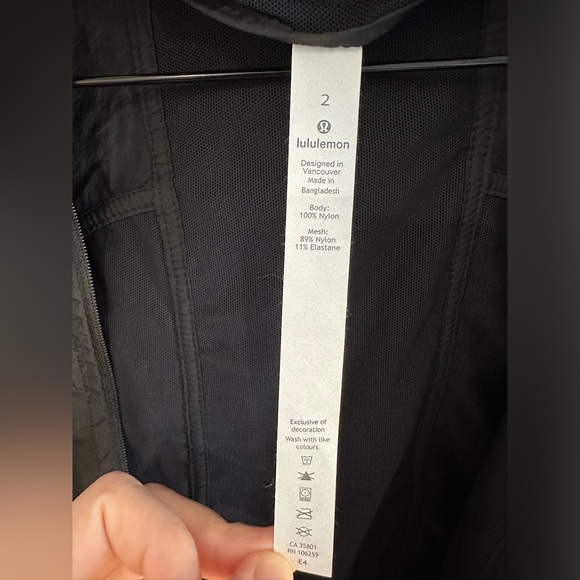 2
lululemon
Designed in
Vancouver
Made in
Bangladesh
Body:
100% Nylon
Mesh:
89% Nylon
11% Elastane
Exclusive of
decoration
Wash with like
colours
CA 35801
RN 106259
E4